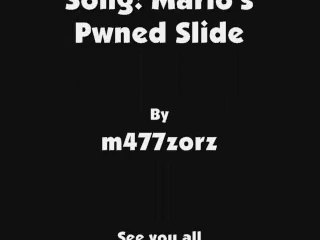 Song: Mario's
Pwned Slide
By
m477zorz
See you all